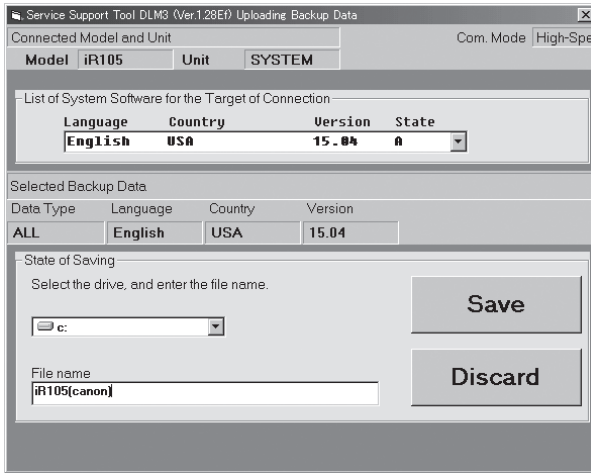 Service Support Tool DLM3 (Ver.1.28Ef) Uploading Backup Data
Connected Model and Unit Com. Mode High-Spe
Model iR105 Unit SYSTEM
List of System Software for the Target of Connection
Language Country Version State
English USA 15.04 A
Selected Backup Data
Data Type Language Country Version
ALL English USA 15.04
State of Saving
Select the drive, and enter the file name.
Save
c:
File name
Discard
iR105(canon)